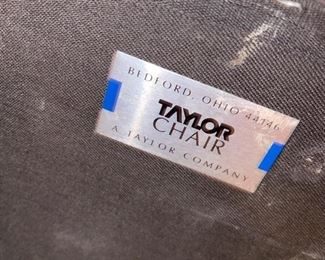 BEDFORD, OHIO 44146
TAYLOR
CHAIR
A TAYLOR COMPANY